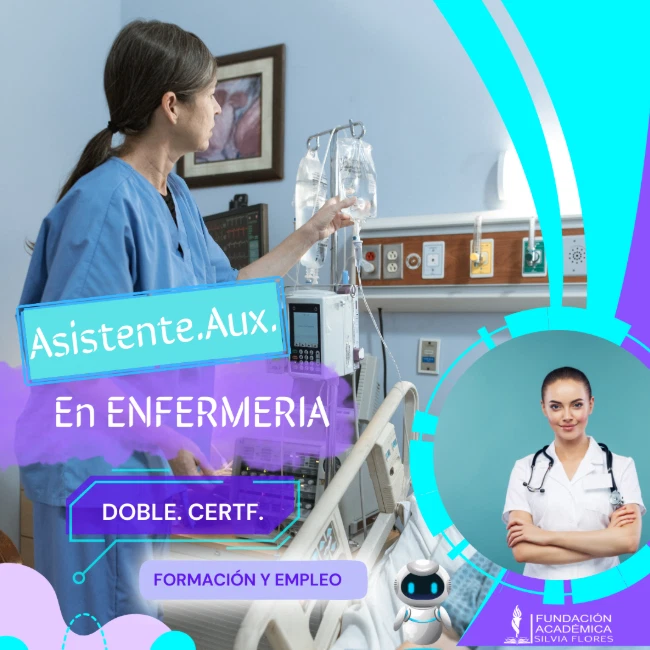 Asistente.Aux.
En ENFERMERIA
DOBLE. CERTF.
FORMACIÓN Y EMPLEO
FUNDACIÓN
ACADÉMICA
SILVIA FLORES